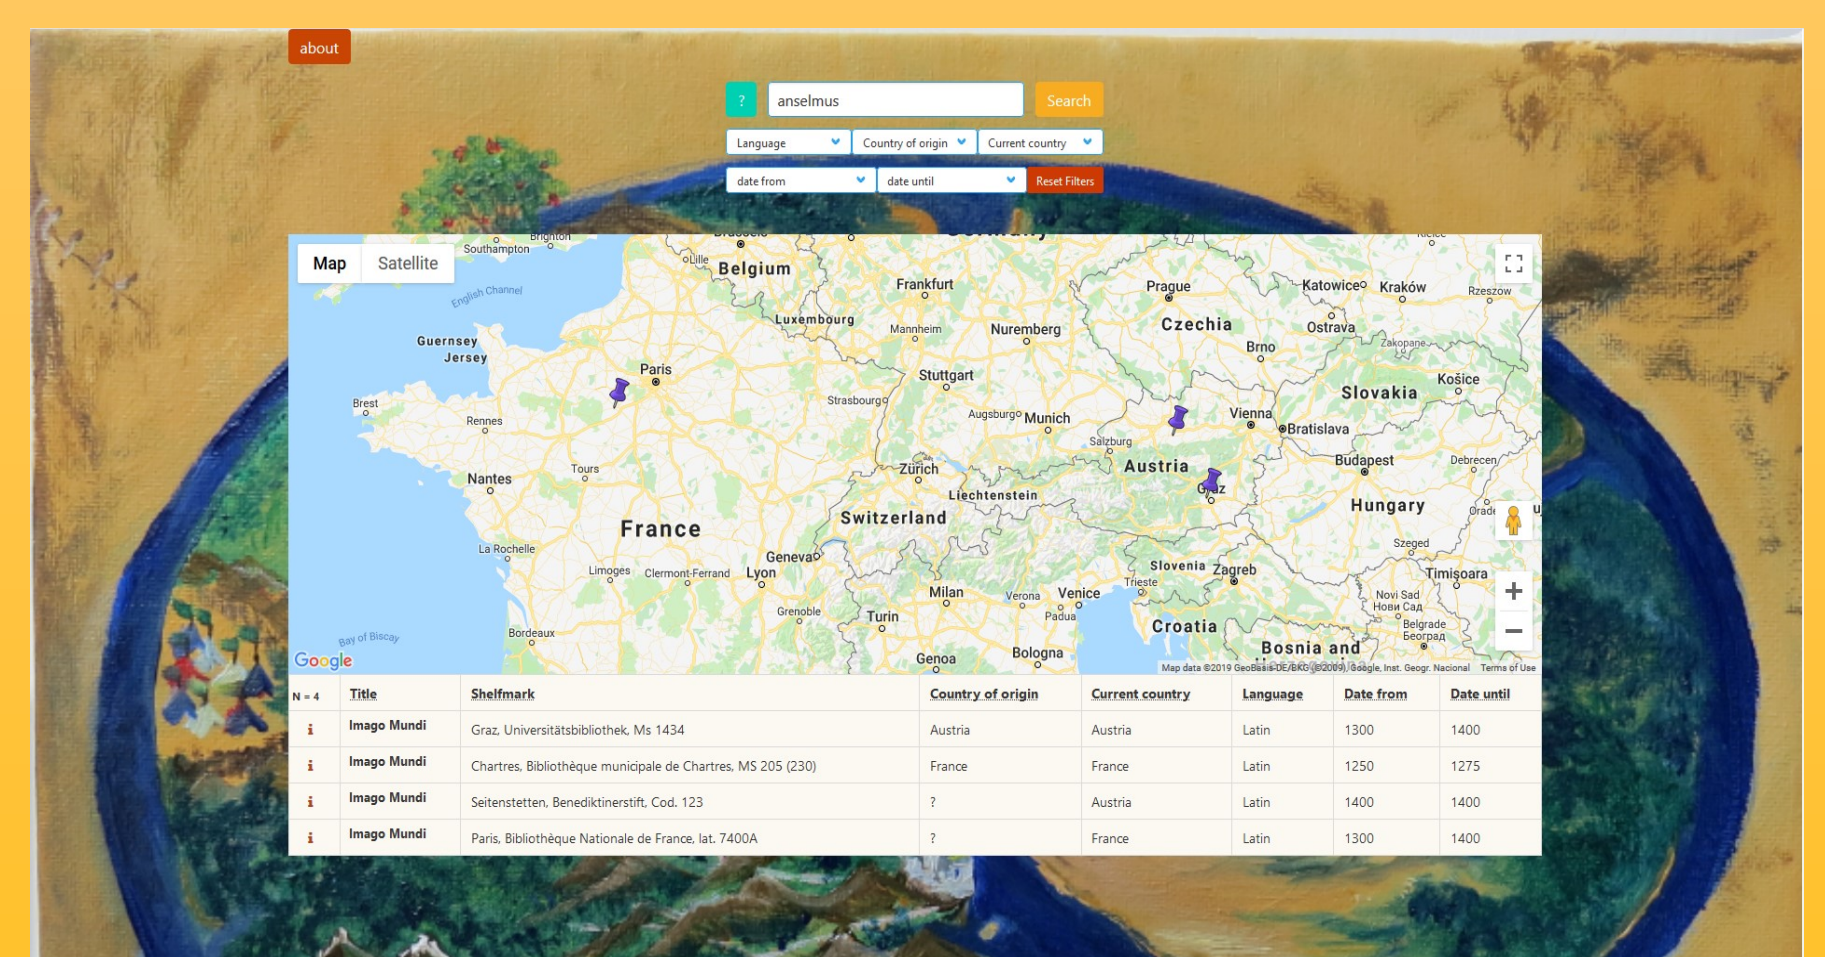 about
? anselmus Search
Language Country of origin Current country
date from date until Reset Filters
Map Satellite
Southampton
Brighton
English Channel
Guernsey
Jersey
Lille
Belgium
Luxembourg
Frankfurt
Mannheim
Nuremberg
Prague
Czechia
Katowice
Kraków
Rzeszow
Ostrava
Zakopane
Brno
Paris
Stuttgart
Slovakia
Košice
Brest
Rennes
Strasbourg
Augsburg
Munich
Vienna
Bratislava
Salzburg
Nantes
Tours
Zürich
Austria
Budapest
Debrecen
Liechtenstein
Graz
France
Switzerland
Hungary
La Rochelle
Geneva
Szeged
Limoges
Clermont-Ferrand
Lyon
Slovenia
Zagreb
Timișoara
Trieste
Milan
Verona
Venice
Novi Sad
Нови Сад
Grenoble
Turin
Padua
Croatia
Belgrade
Београд
Bay of Biscay
Bordeaux
Bosnia and
Genoa
Bologna
Google
Map data ©2019 GeoBasis-DE/BKG (©2009), Google, Inst. Geogr. Nacional Terms of Use
N = 4 Title Shelfmark Country of origin Current country Language Date from Date until
i Imago Mundi Graz, Universitätsbibliothek, Ms 1434 Austria Austria Latin 1300 1400
i Imago Mundi Chartres, Bibliothèque municipale de Chartres, MS 205 (230) France France Latin 1250 1275
i Imago Mundi Seitenstetten, Benediktinerstift, Cod. 123 ? Austria Latin 1400 1400
i Imago Mundi Paris, Bibliothèque Nationale de France, lat. 7400A ? France Latin 1300 1400